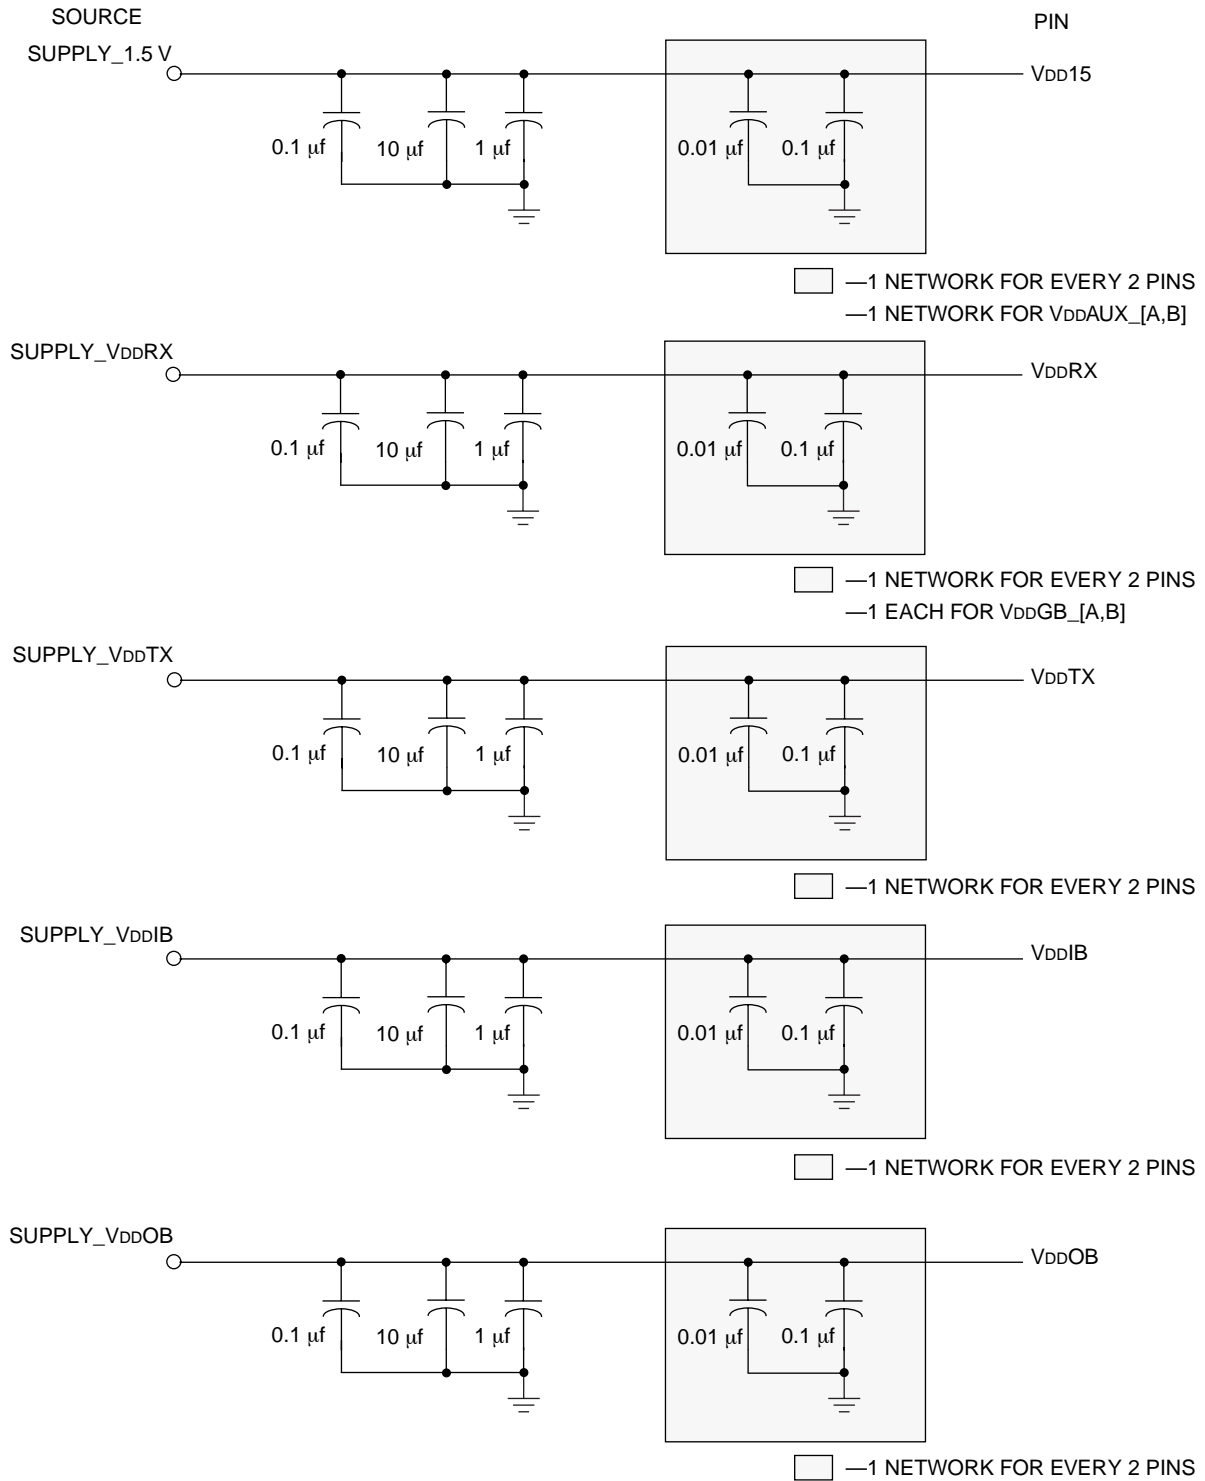 SOURCE
PIN
SUPPLY_1.5 V
VDD15
0.1 μf
10 μf
1 μf
0.01 μf
0.1 μf
—1 NETWORK FOR EVERY 2 PINS
—1 NETWORK FOR VDDAUX_[A,B]
SUPPLY_VDDRX
VDDRX
0.1 μf
10 μf
1 μf
0.01 μf
0.1 μf
—1 NETWORK FOR EVERY 2 PINS
—1 EACH FOR VDDGB_[A,B]
SUPPLY_VDDTX
VDDTX
0.1 μf
10 μf
1 μf
0.01 μf
0.1 μf
—1 NETWORK FOR EVERY 2 PINS
SUPPLY_VDDIB
VDDIB
0.1 μf
10 μf
1 μf
0.01 μf
0.1 μf
—1 NETWORK FOR EVERY 2 PINS
SUPPLY_VDDOB
VDDOB
0.1 μf
10 μf
1 μf
0.01 μf
0.1 μf
—1 NETWORK FOR EVERY 2 PINS